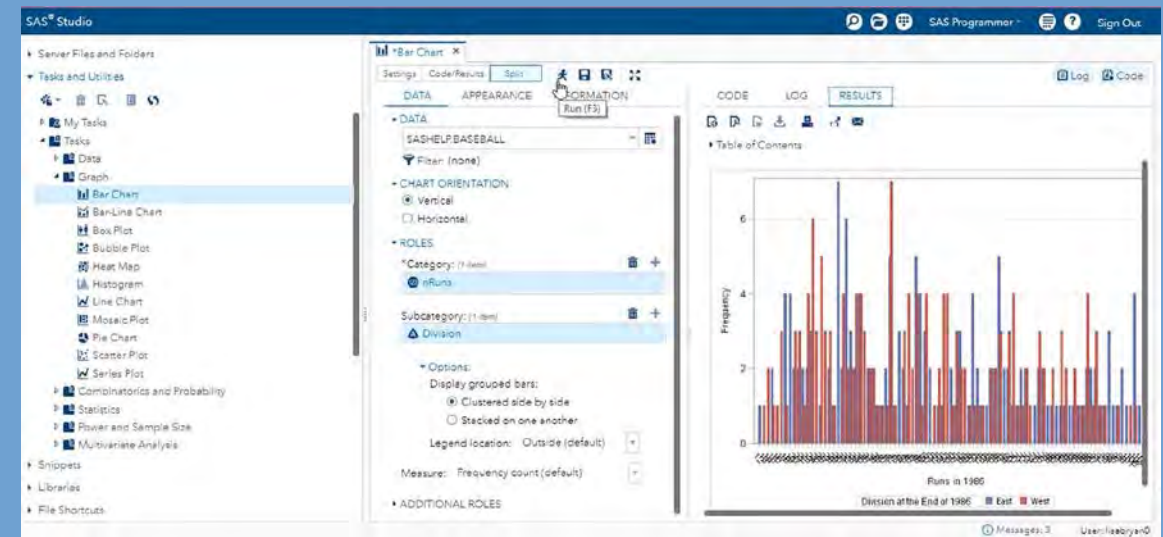 SAS® Studio
SAS Programmer
Sign Out
Server Files and Folders
Tasks and Utilities
My Tasks
Tasks
Data
Graph
Bar Chart
Bar-Line Chart
Box Plot
Bubble Plot
Heat Map
Histogram
Line Chart
Mosaic Plot
Pie Chart
Scatter Plot
Series Plot
Combinatorics and Probability
Statistics
Power and Sample Size
Multivariate Analysis
Snippets
Libraries
File Shortcuts
*Bar Chart
Settings Code/Results Split
Log Code
DATA APPEARANCE INFORMATION
Run (F3)
DATA
SASHELP.BASEBALL
Filter: (none)
CHART ORIENTATION
Vertical
Horizontal
ROLES
*Category: (1 item)
nRuns
Subcategory: (1 item)
Division
Options:
Display grouped bars:
Clustered side by side
Stacked on one another
Legend location: Outside (default)
Measure: Frequency count (default)
ADDITIONAL ROLES
CODE LOG RESULTS
Table of Contents
6
4
2
0
Frequency
Runs in 1986
Division at the End of 1986 East West
Messages: 3